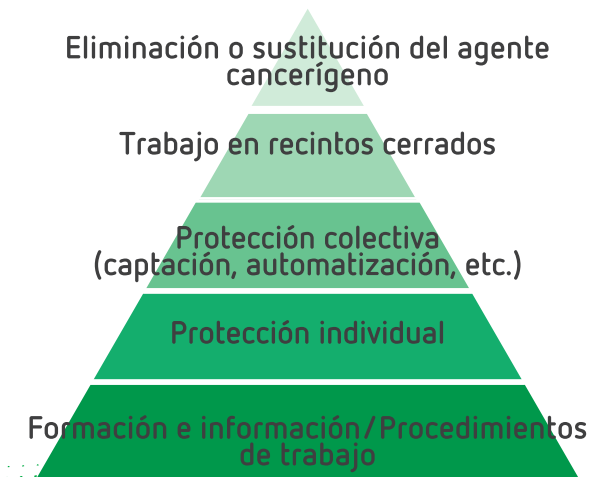 Eliminación o sustitución del agente
cancerígeno
Trabajo en recintos cerrados
Protección colectiva
(captación, automatización, etc.)
Protección individual
Formación e información/Procedimientos
de trabajo